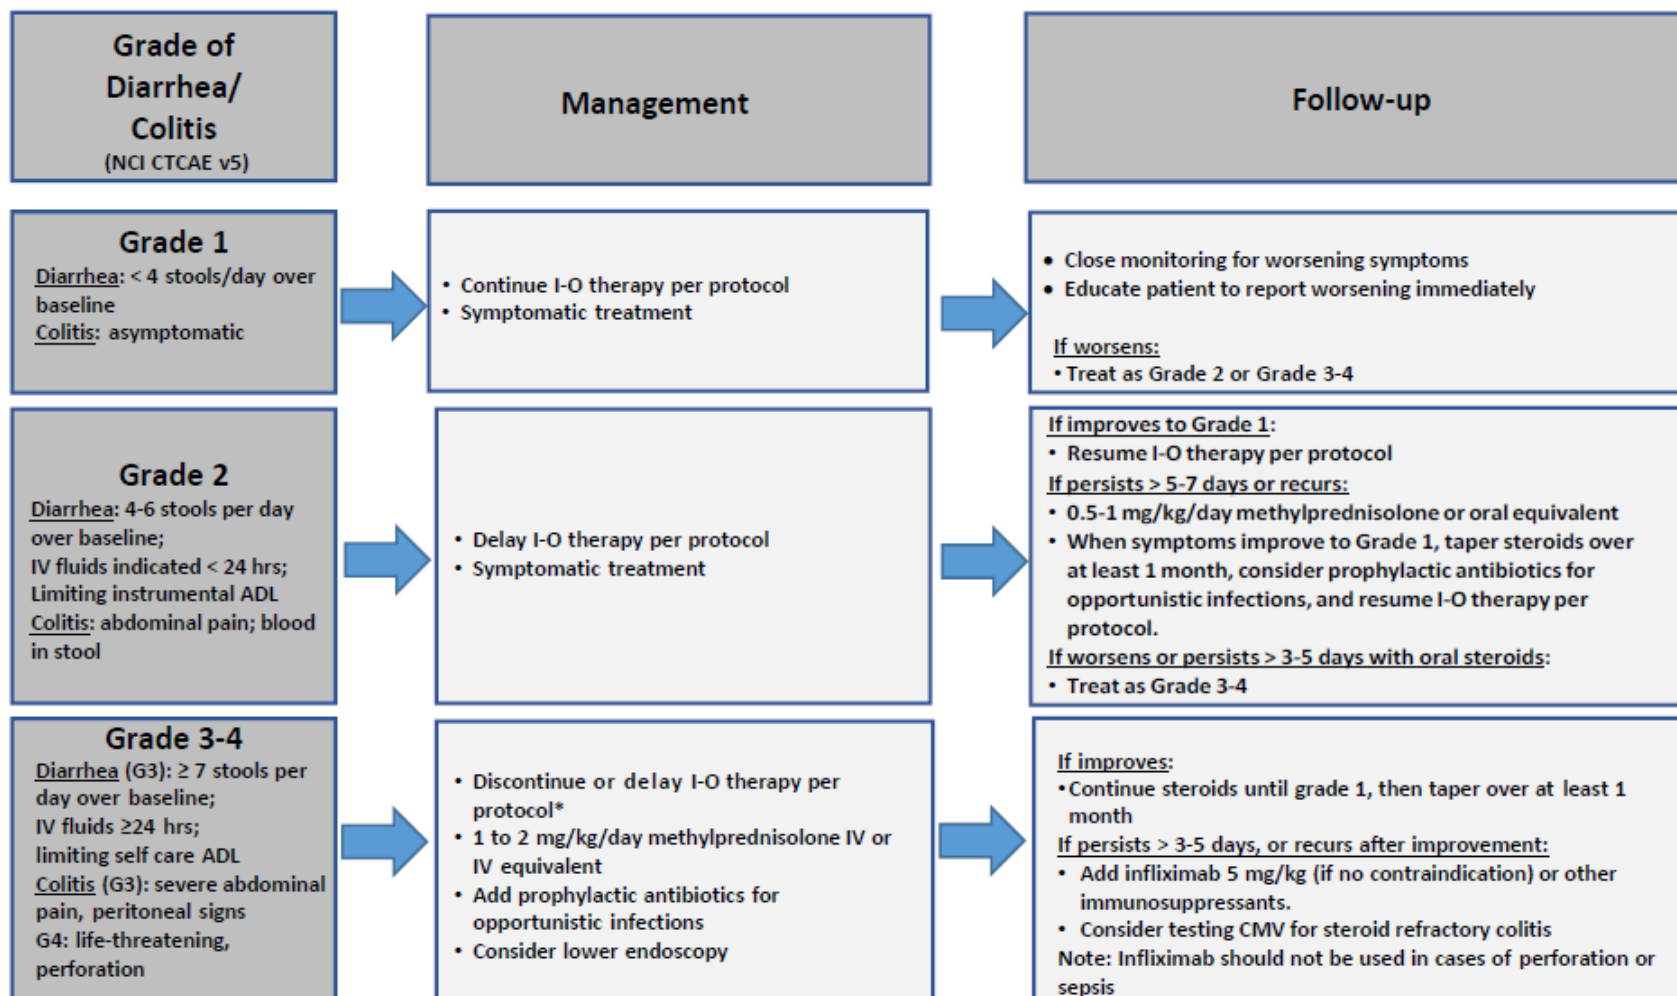 Grade of
Diarrhea/
Colitis
(NCI CTCAE v5)
Management
Follow-up
Grade 1
Diarrhea: < 4 stools/day over
baseline
Colitis: asymptomatic
• Continue I-O therapy per protocol
• Symptomatic treatment
• Close monitoring for worsening symptoms
• Educate patient to report worsening immediately
If worsens:
• Treat as Grade 2 or Grade 3-4
Grade 2
Diarrhea: 4-6 stools per day
over baseline;
IV fluids indicated < 24 hrs;
Limiting instrumental ADL
Colitis: abdominal pain; blood
in stool
• Delay I-O therapy per protocol
• Symptomatic treatment
If improves to Grade 1:
• Resume I-O therapy per protocol
If persists > 5-7 days or recurs:
• 0.5-1 mg/kg/day methylprednisolone or oral equivalent
• When symptoms improve to Grade 1, taper steroids over
at least 1 month, consider prophylactic antibiotics for
opportunistic infections, and resume I-O therapy per
protocol.
If worsens or persists > 3-5 days with oral steroids:
• Treat as Grade 3-4
Grade 3-4
Diarrhea (G3): ≥ 7 stools per
day over baseline;
IV fluids ≥24 hrs;
limiting self care ADL
Colitis (G3): severe abdominal
pain, peritoneal signs
G4: life-threatening,
perforation
• Discontinue or delay I-O therapy per
protocol*
• 1 to 2 mg/kg/day methylprednisolone IV or
IV equivalent
• Add prophylactic antibiotics for
opportunistic infections
• Consider lower endoscopy
If improves:
• Continue steroids until grade 1, then taper over at least 1
month
If persists > 3-5 days, or recurs after improvement:
• Add infliximab 5 mg/kg (if no contraindication) or other
immunosuppressants.
• Consider testing CMV for steroid refractory colitis
Note: Infliximab should not be used in cases of perforation or
sepsis